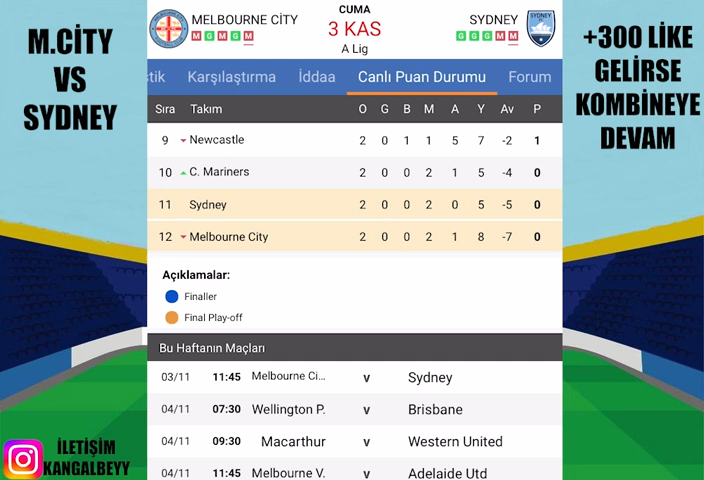 M.CİTY
VS
SYDNEY
MELBOURNE CITY
M G M G M
CUMA
3 KAS
A Lig
SYDNEY
G G G M M
SYDNEY
+300 LİKE
GELİRSE
KOMBİNEYE
DEVAM
stik Karşılaştırma İddaa Canlı Puan Durumu Forum
Sıra Takım O G B M A Y Av P
9 Newcastle 2 0 1 1 5 7 -2 1
10 C. Mariners 2 0 0 2 1 5 -4 0
11 Sydney 2 0 0 2 0 5 -5 0
12 Melbourne City 2 0 0 2 1 8 -7 0
Açıklamalar:
Finaller
Final Play-off
Bu Haftanın Maçları
03/11 11:45 Melbourne Ci... v Sydney
04/11 07:30 Wellington P. v Brisbane
04/11 09:30 Macarthur v Western United
04/11 11:45 Melbourne V. v Adelaide Utd
İLETİŞİM
KANGALBEYY